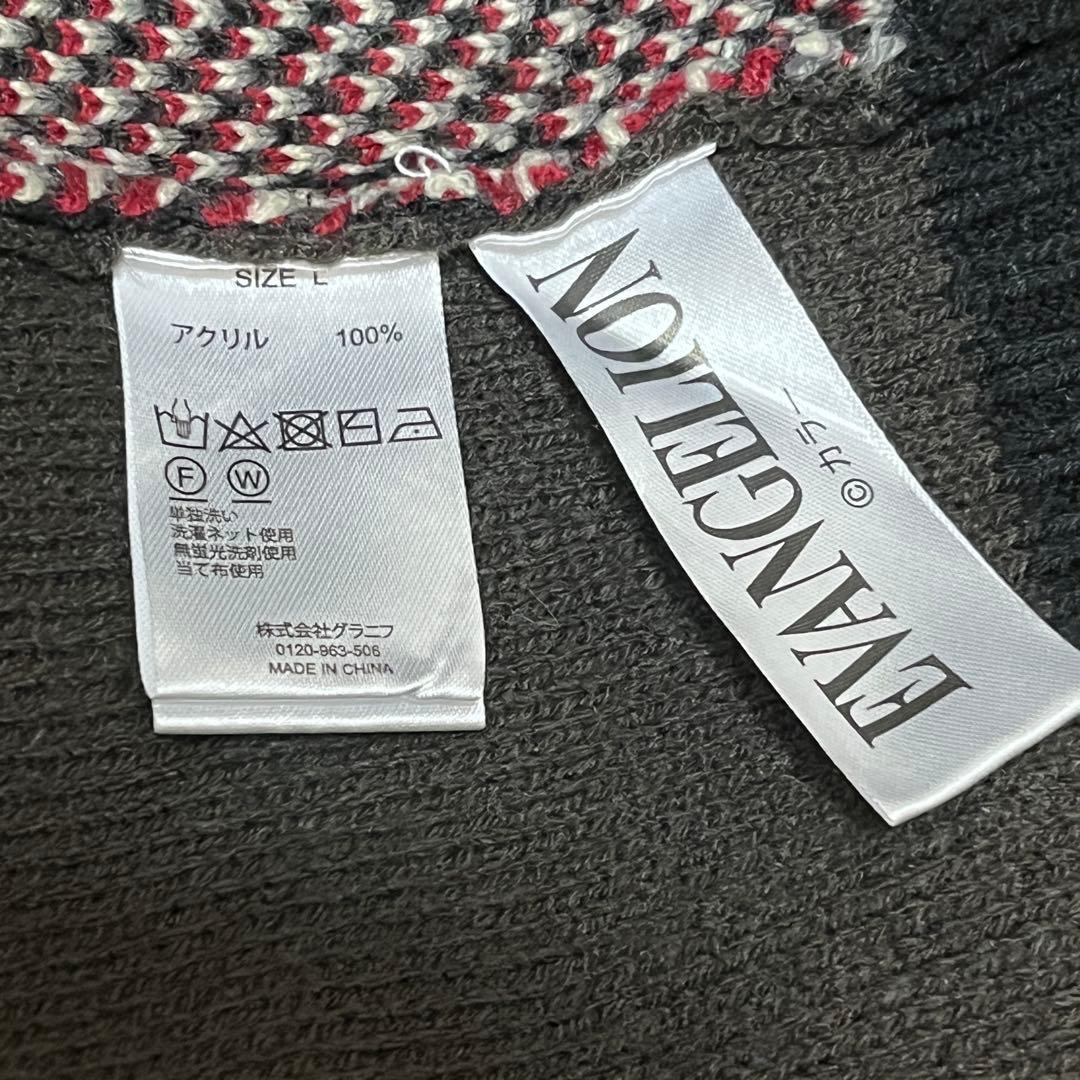 SIZE L
アクリル 100%
F W
単独洗い
洗濯ネット使用
無蛍光洗剤使用
当て布使用
株式会社グラニフ
0120-963-506
MADE IN CHINA
EVANGELION
©カラー